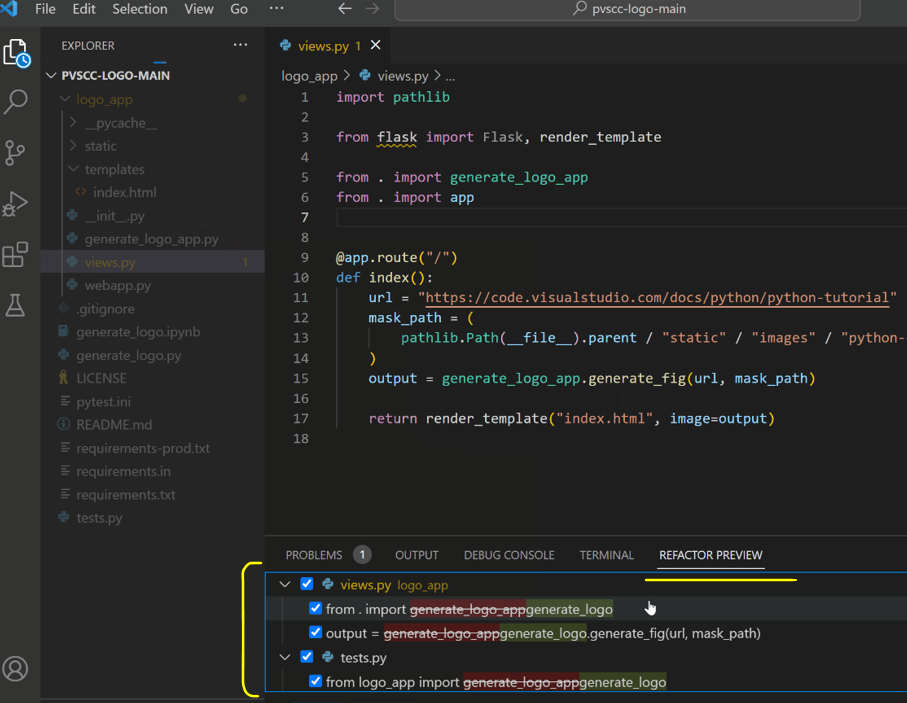 File Edit Selection View Go ··· pvscc-logo-main
EXPLORER ···
PVSCC-LOGO-MAIN
logo_app
__pycache__
static
templates
<> index.html
__init__.py
generate_logo_app.py
views.py 1
webapp.py
.gitignore
generate_logo.ipynb
generate_logo.py
LICENSE
pytest.ini
README.md
requirements-prod.txt
requirements.in
requirements.txt
tests.py
views.py 1
logo_app > views.py > ...
1 import pathlib
2
3 from flask import Flask, render_template
4
5 from . import generate_logo_app
6 from . import app
7
8
9 @app.route("/")
10 def index():
11 url = "https://code.visualstudio.com/docs/python/python-tutorial"
12 mask_path = (
13 pathlib.Path(__file__).parent / "static" / "images" / "python-
14 )
15 output = generate_logo_app.generate_fig(url, mask_path)
16
17 return render_template("index.html", image=output)
18
PROBLEMS 1 OUTPUT DEBUG CONSOLE TERMINAL REFACTOR PREVIEW
views.py logo_app
from . import generate_logo_appgenerate_logo
output = generate_logo_appgenerate_logo.generate_fig(url, mask_path)
tests.py
from logo_app import generate_logo_appgenerate_logo